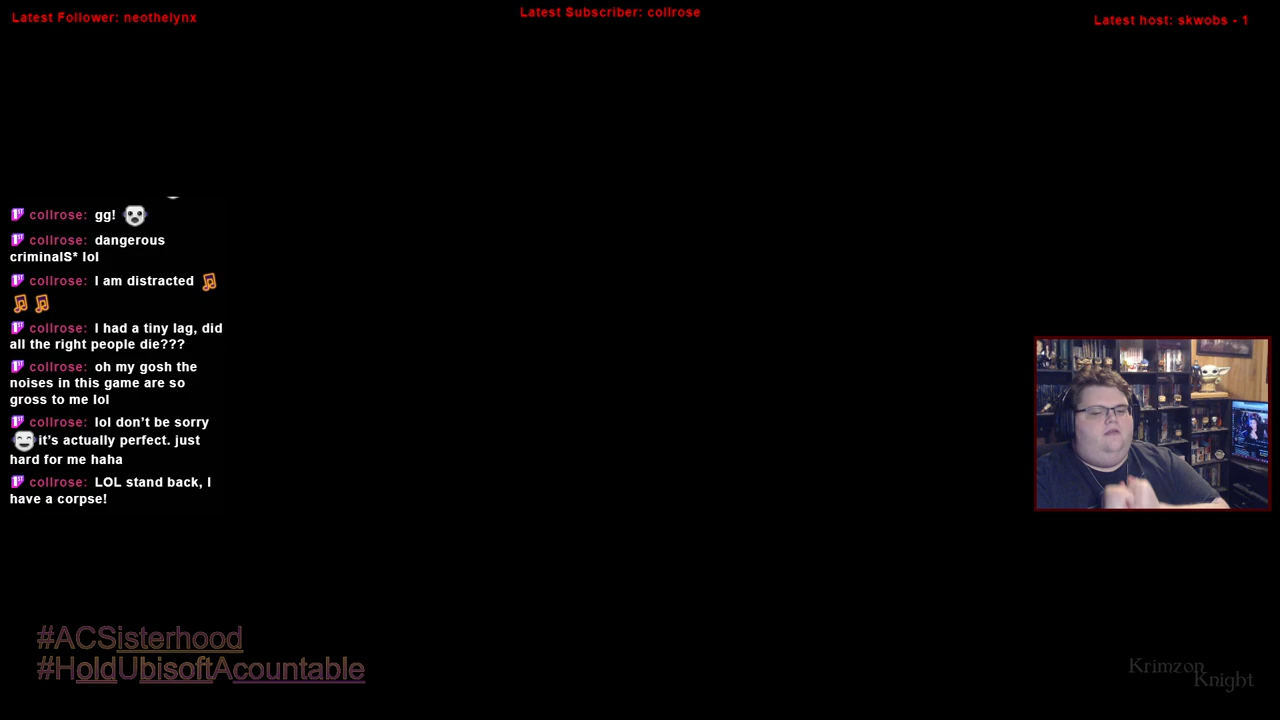 Latest Follower: neothelynx
Latest Subscriber: collrose
Latest host: skwobs - 1
collrose: gg!
collrose: dangerous
criminalS* lol
collrose: I am distracted
collrose: I had a tiny lag, did
all the right people die???
collrose: oh my gosh the
noises in this game are so
gross to me lol
collrose: lol don't be sorry
it's actually perfect. just
hard for me haha
collrose: LOL stand back, I
have a corpse!
#ACSisterhood
#HoldUbisoftAcountable
Krimzon
Knight